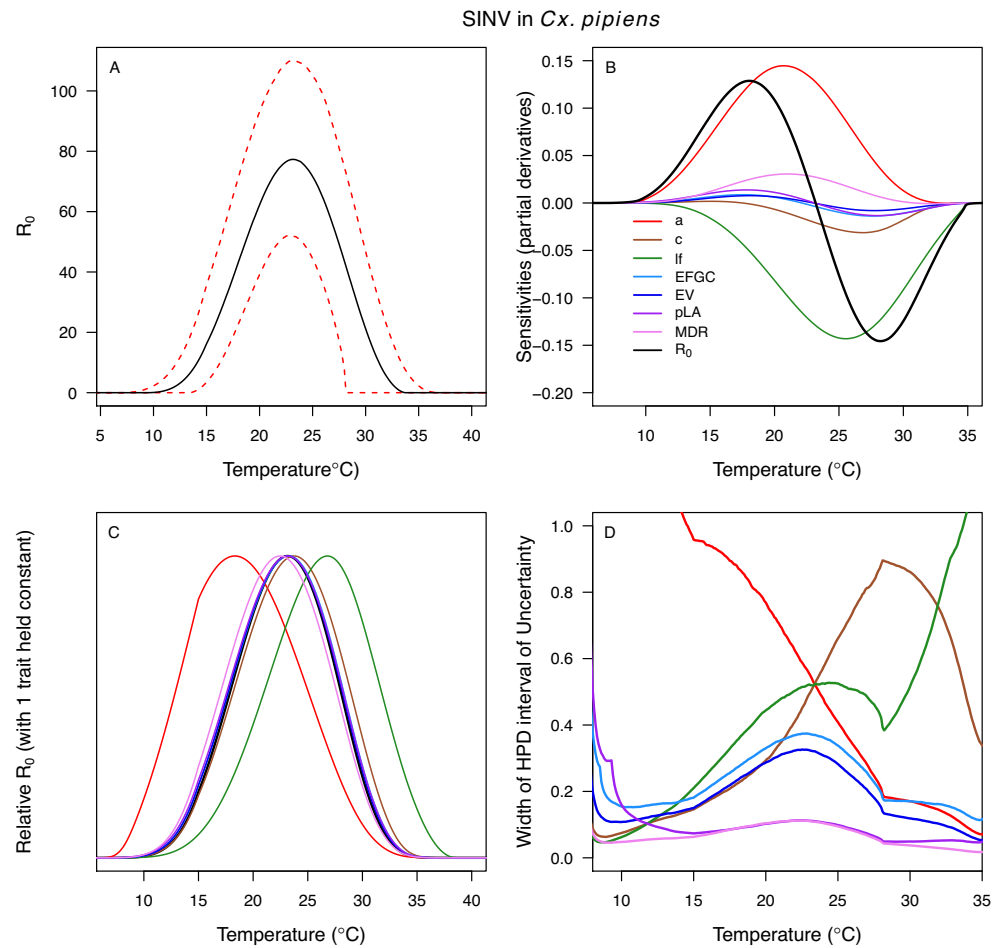 SINV in Cx. pipiens
A
R0
100
80
60
40
20
0
5 10 15 20 25 30 35 40
Temperature°C)
B
Sensitivities (partial derivatives)
0.15
0.10
0.05
0.00
−0.05
−0.10
−0.15
−0.20
a
c
lf
EFGC
EV
pLA
MDR
R0
10 15 20 25 30 35
Temperature (°C)
C
Relative R0 (with 1 trait held constant)
10 15 20 25 30 35 40
Temperature (°C)
D
Width of HPD interval of Uncertainty
1.0
0.8
0.6
0.4
0.2
0.0
10 15 20 25 30 35
Temperature (°C)